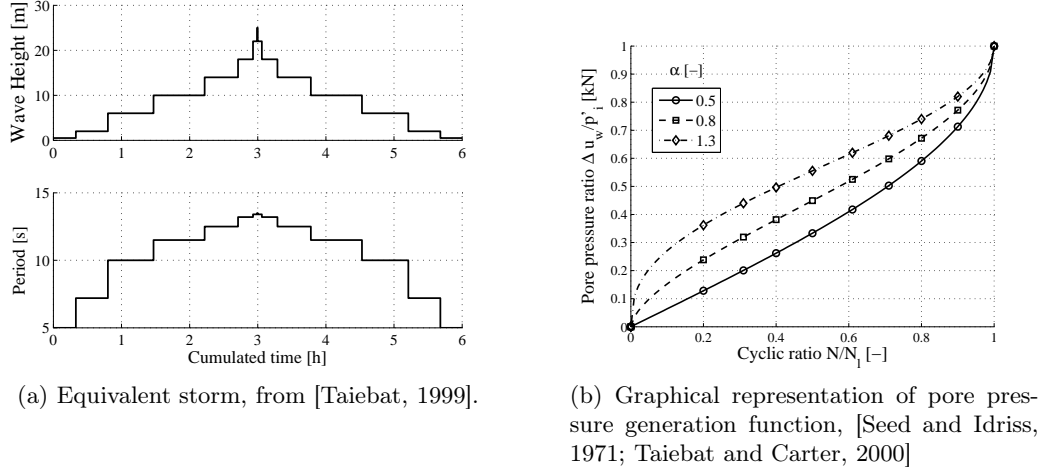 Wave Height [m]
30
20
10
0
0 1 2 3 4 5 6
Period [s]
15
10
5
0 1 2 3 4 5 6
Cumulated time [h]
(a) Equivalent storm, from [Taiebat, 1999].
Pore pressure ratio Δ u_w/p'_i [kN]
1
0.9
0.8
0.7
0.6
0.5
0.4
0.3
0.2
0.1
0
α [−]
0.5
0.8
1.3
0 0.2 0.4 0.6 0.8 1
Cyclic ratio N/N_l [−]
(b) Graphical representation of pore pres-
sure generation function, [Seed and Idriss,
1971; Taiebat and Carter, 2000]